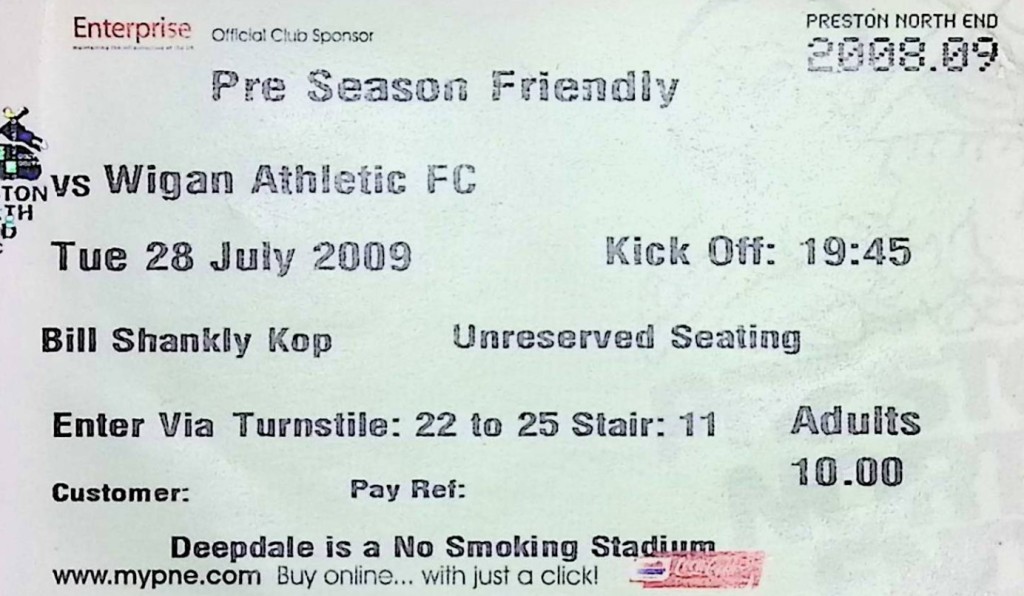 Enterprise Official Club Sponsor
PRESTON NORTH END
2008.09
Pre Season Friendly
TON
TH
D
vs Wigan Athletic FC
Tue 28 July 2009 Kick Off: 19:45
Bill Shankly Kop Unreserved Seating
Enter Via Turnstile: 22 to 25 Stair: 11 Adults
10.00
Customer: Pay Ref:
Deepdale is a No Smoking Stadium
www.mypne.com Buy online... with just a click!